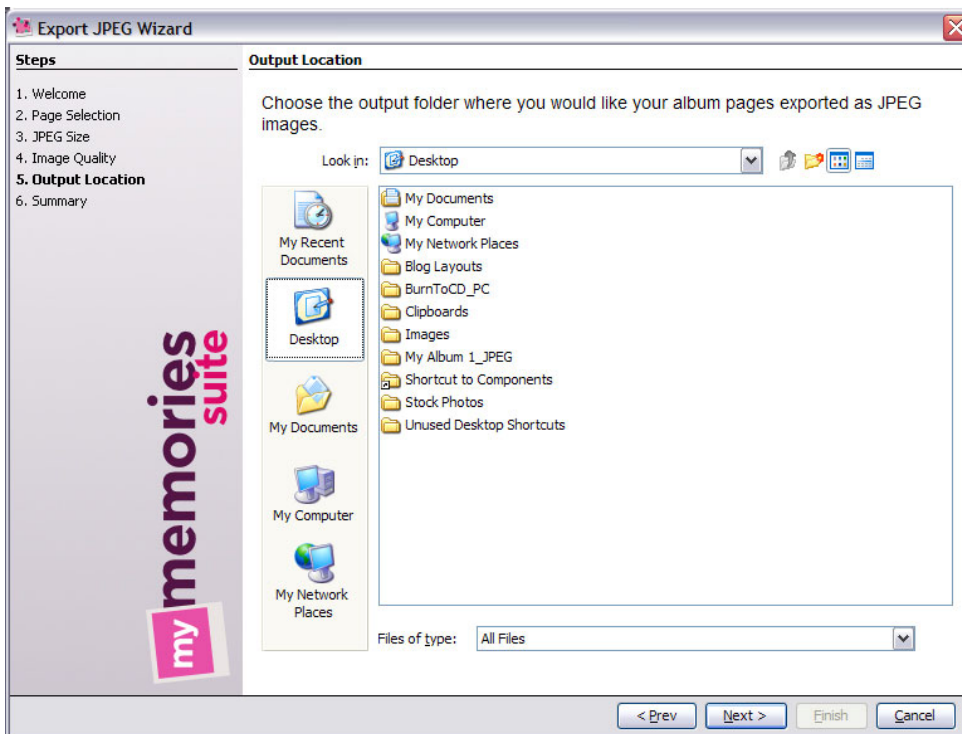 Export JPEG Wizard
Steps
1. Welcome
2. Page Selection
3. JPEG Size
4. Image Quality
5. Output Location
6. Summary
my memories suite
Output Location
Choose the output folder where you would like your album pages exported as JPEG
images.
Look in:
Desktop
My Recent
Documents
Desktop
My Documents
My Computer
My Network
Places
My Documents
My Computer
My Network Places
Blog Layouts
BurnToCD_PC
Clipboards
Images
My Album 1_JPEG
Shortcut to Components
Stock Photos
Unused Desktop Shortcuts
Files of type:
All Files
< Prev
Next >
Finish
Cancel